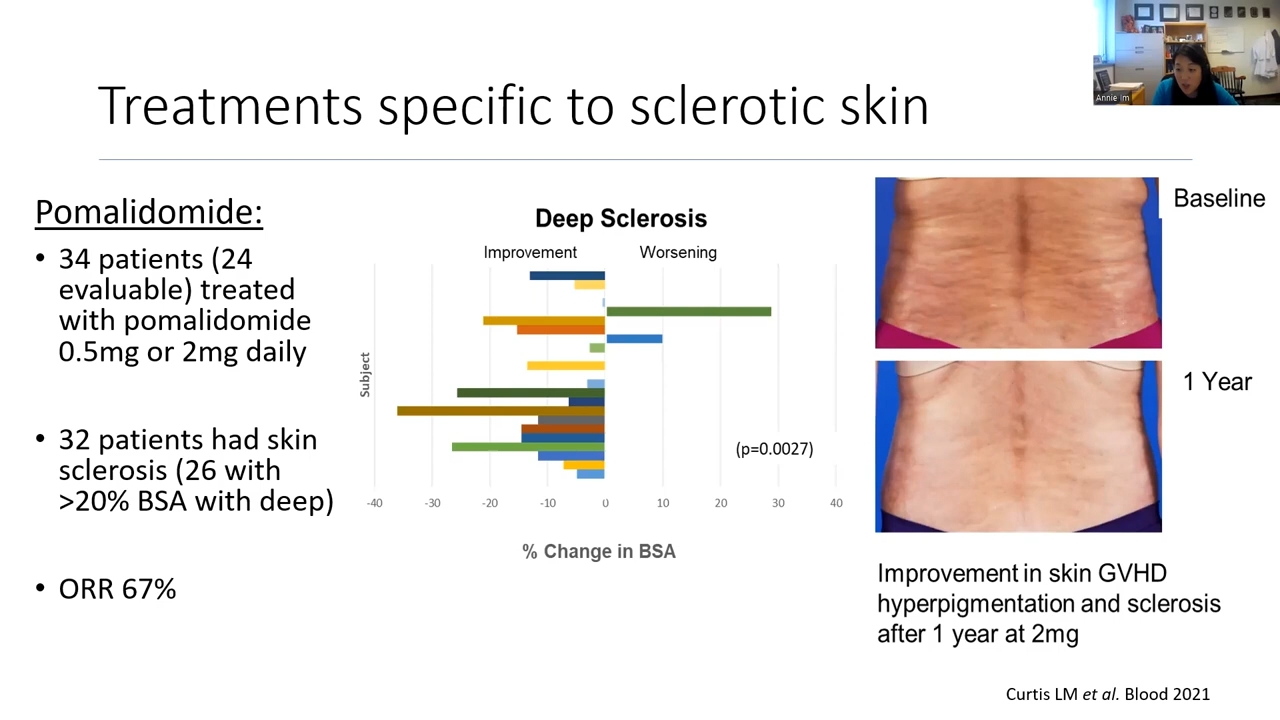 Annie Im
Treatments specific to sclerotic skin
Pomalidomide:
• 34 patients (24
evaluable) treated
with pomalidomide
0.5mg or 2mg daily
• 32 patients had skin
sclerosis (26 with
>20% BSA with deep)
• ORR 67%
Deep Sclerosis
Improvement Worsening
Subject
(p=0.0027)
-40 -30 -20 -10 0 10 20 30 40
% Change in BSA
Baseline
1 Year
Improvement in skin GVHD
hyperpigmentation and sclerosis
after 1 year at 2mg
Curtis LM et al. Blood 2021